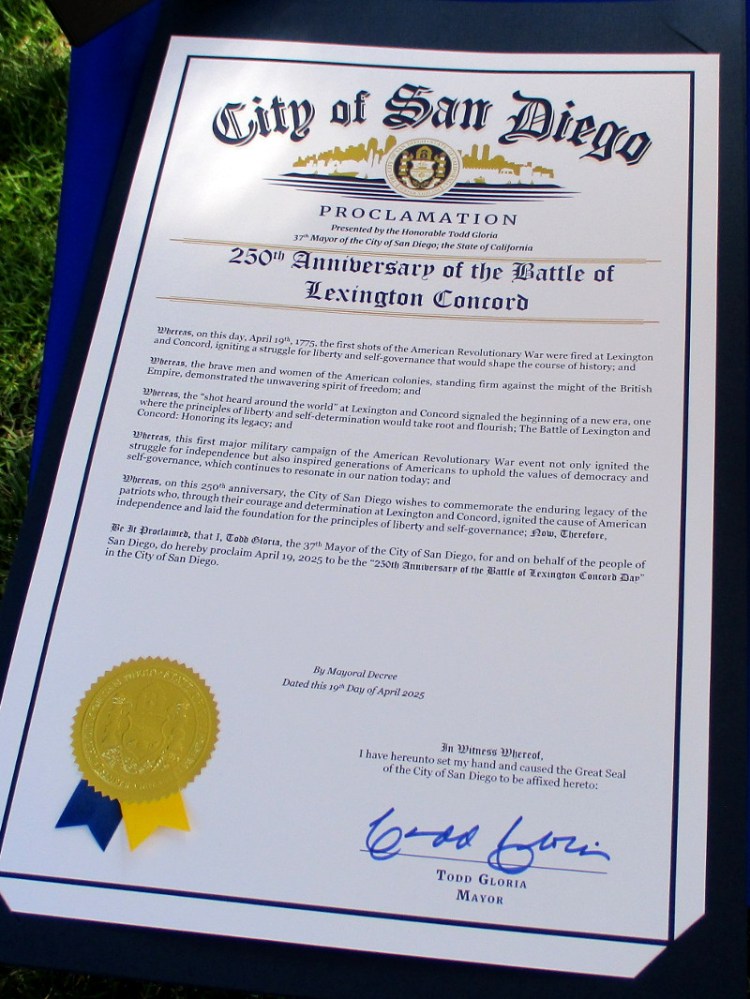 City of San Diego
PROCLAMATION
Presented by the Honorable Todd Gloria
37th Mayor of the City of San Diego; the State of California
250th Anniversary of the Battle of
Lexington Concord
Whereas, on this day, April 19th, 1775, the first shots of the American Revolutionary War were fired at Lexington
and Concord, igniting a struggle for liberty and self-governance that would shape the course of history; and
Whereas, the brave men and women of the American colonies, standing firm against the might of the British
Empire, demonstrated the unwavering spirit of freedom; and
Whereas, the "shot heard around the world" at Lexington and Concord signaled the beginning of a new era, one
where the principles of liberty and self-determination would take root and flourish; The Battle of Lexington and
Concord: Honoring its legacy; and
Whereas, this first major military campaign of the American Revolutionary War event not only ignited the
struggle for independence but also inspired generations of Americans to uphold the values of democracy and
self-governance, which continues to resonate in our nation today; and
Whereas, on this 250th anniversary, the City of San Diego wishes to commemorate the enduring legacy of the
patriots who, through their courage and determination at Lexington and Concord, ignited the cause of American
independence and laid the foundation for the principles of liberty and self-governance; Now, Therefore,
Be It Proclaimed, that I, Todd Gloria, the 37th Mayor of the City of San Diego, for and on behalf of the people of
San Diego, do hereby proclaim April 19, 2025 to be the "250th Anniversary of the Battle of Lexington Concord Day"
in the City of San Diego.
By Mayoral Decree
Dated this 19th Day of April 2025
In Witness Whereof,
I have hereunto set my hand and caused the Great Seal
of the City of San Diego to be affixed hereto:
Todd Gloria
TODD GLORIA
MAYOR